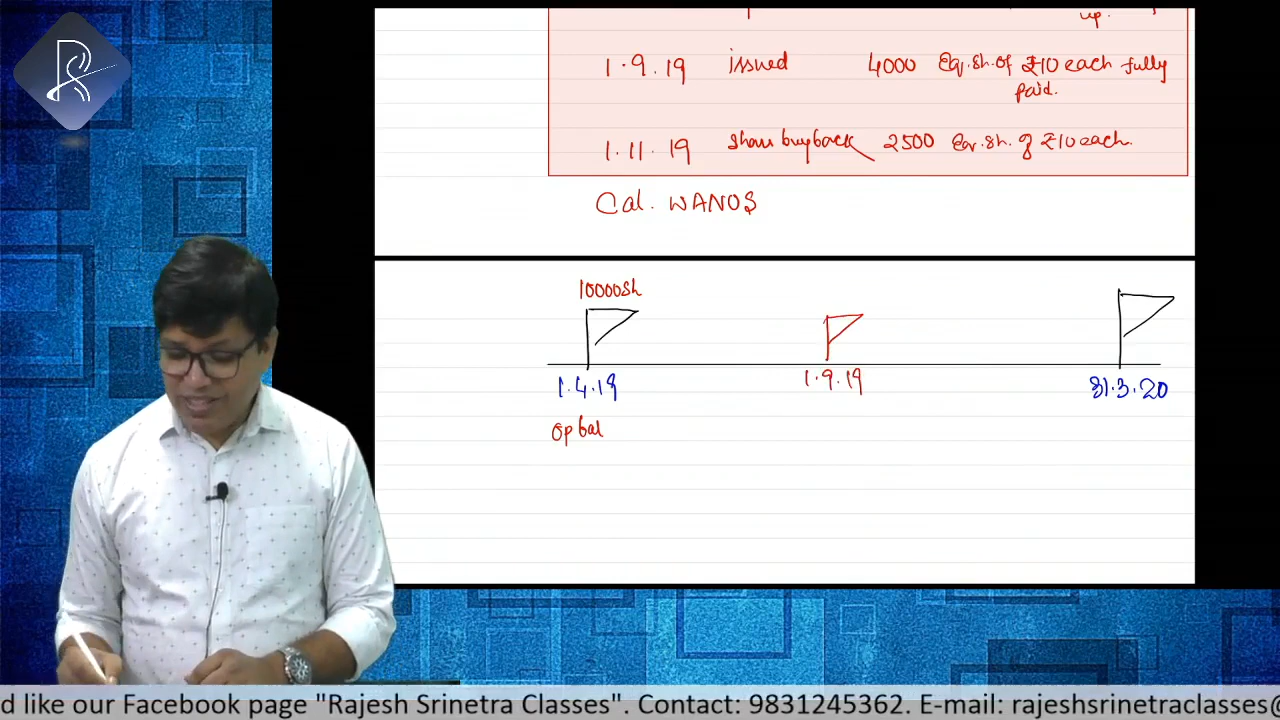 RS
up.
1.9.19 issued 4000 Eq.sh.of ₹10 each fully
paid.
1.11.19 share buyback 2500 Eq.sh. of ₹10 each.
Cal. WANOS
10000sh
1.4.19 1.9.19 31.3.20
op bal
d like our Facebook page "Rajesh Srinetra Classes". Contact: 9831245362. E-mail: rajeshsrinetraclasses@